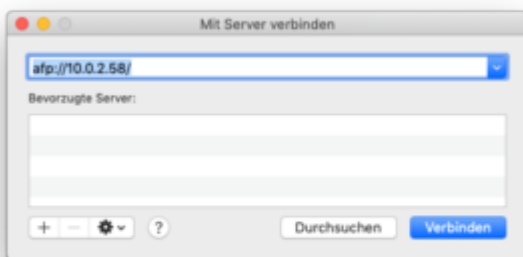 Mit Server verbinden
afp://10.0.2.58/
Bevorzugte Server:
+ − ?
Durchsuchen
Verbinden